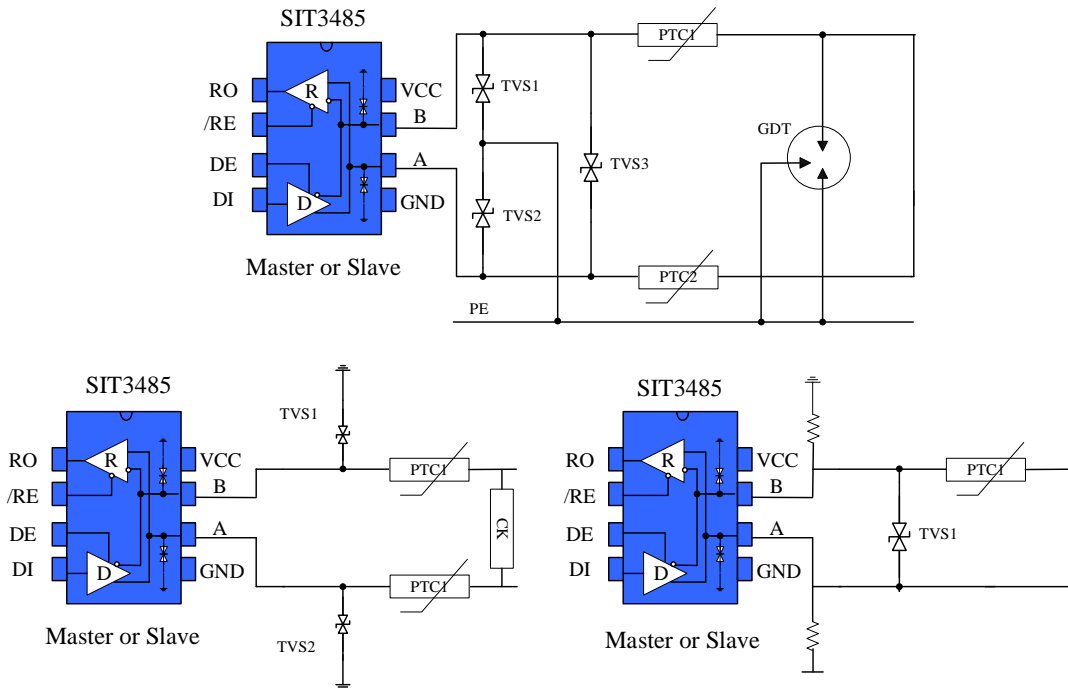 SIT3485
RO
/RE
DE
DI
R
D
VCC
B
A
GND
Master or Slave
TVS1
TVS2
TVS3
PTC1
PTC2
GDT
PE
SIT3485
RO
/RE
DE
DI
R
D
VCC
B
A
GND
Master or Slave
TVS1
TVS2
PTC1
PTC1
CK
SIT3485
RO
/RE
DE
DI
R
D
VCC
B
A
GND
Master or Slave
PTC1
TVS1